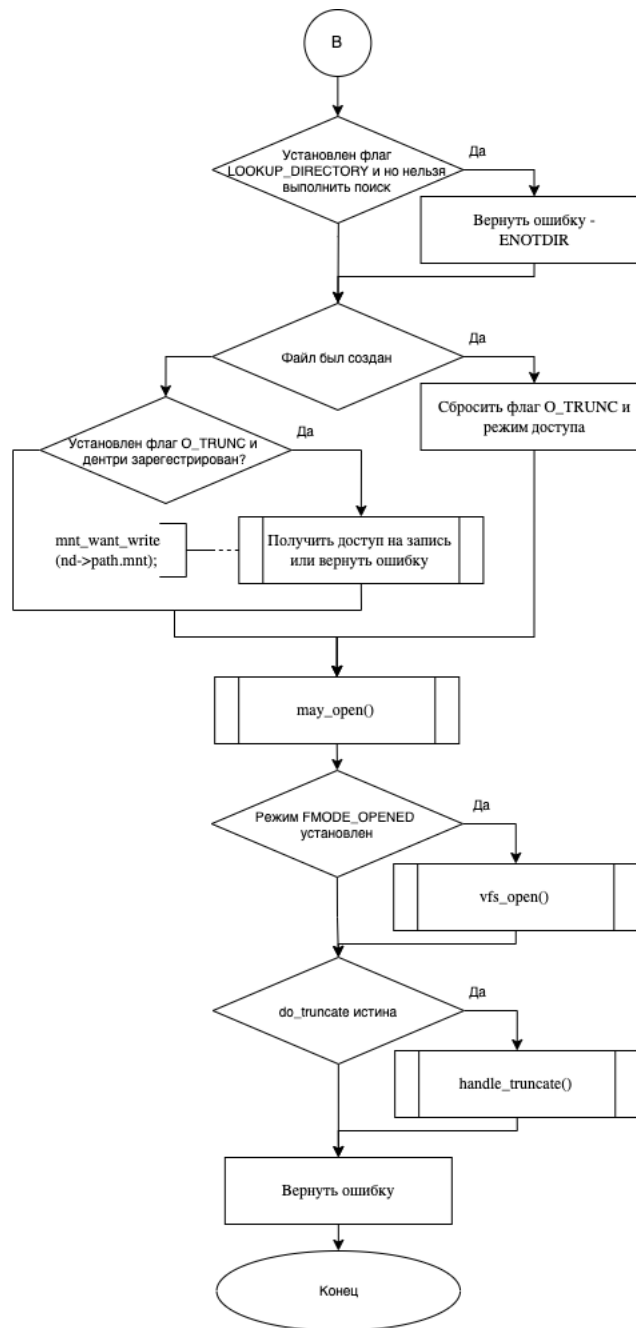 В
Установлен флаг
LOOKUP_DIRECTORY и но нельзя
выполнить поиск
Да
Вернуть ошибку -
ENOTDIR
Файл был создан
Да
Сбросить флаг O_TRUNC и
режим доступа
Установлен флаг O_TRUNC и
дентри зарегестрирован?
Да
mnt_want_write
(nd->path.mnt);
Получить доступ на запись
или вернуть ошибку
may_open()
Режим FMODE_OPENED
установлен
Да
vfs_open()
do_truncate истина
Да
handle_truncate()
Вернуть ошибку
Конец